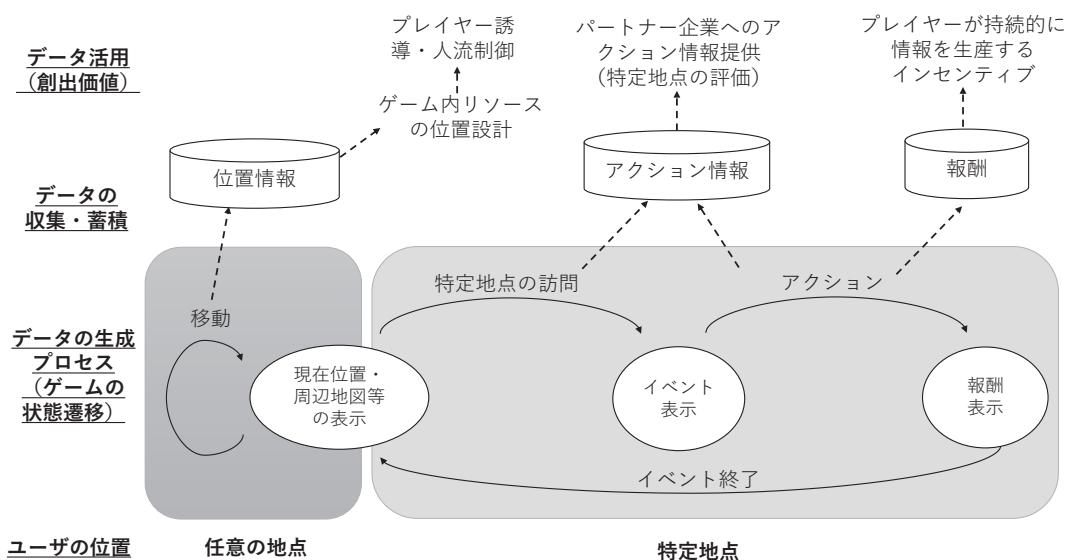 データ活用
（創出価値）
プレイヤー誘
導・人流制御
ゲーム内リソース
の位置設計
パートナー企業へのア
クション情報提供
（特定地点の評価）
プレイヤーが持続的に
情報を生産する
インセンティブ
データの
収集・蓄積
位置情報
アクション情報
報酬
データの生成
プロセス
（ゲームの
状態遷移）
移動
特定地点の訪問
アクション
現在位置・
周辺地図等
の表示
イベント
表示
報酬
表示
イベント終了
ユーザの位置
任意の地点
特定地点